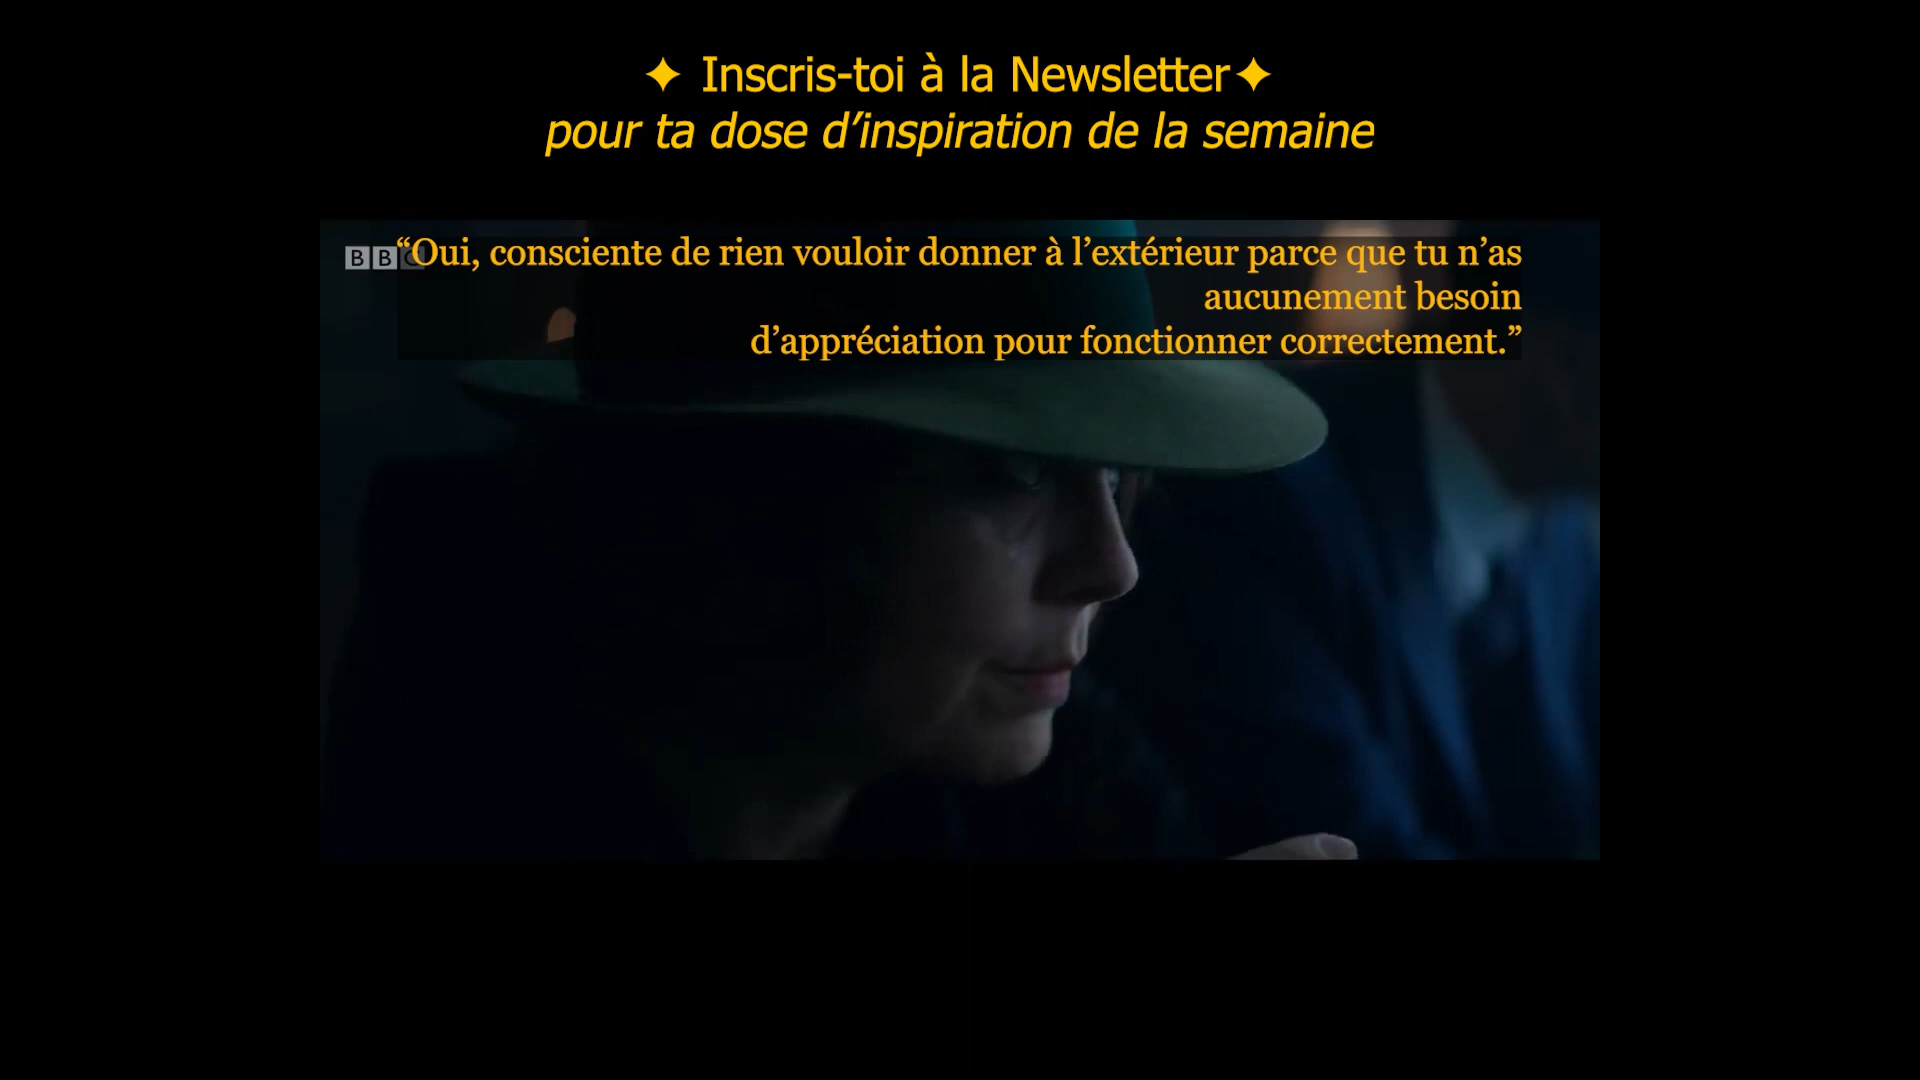 ✦ Inscris-toi à la Newsletter✦
pour ta dose d’inspiration de la semaine
BBC
“Oui, consciente de rien vouloir donner à l’extérieur parce que tu n’as
aucunement besoin
d’appréciation pour fonctionner correctement.”